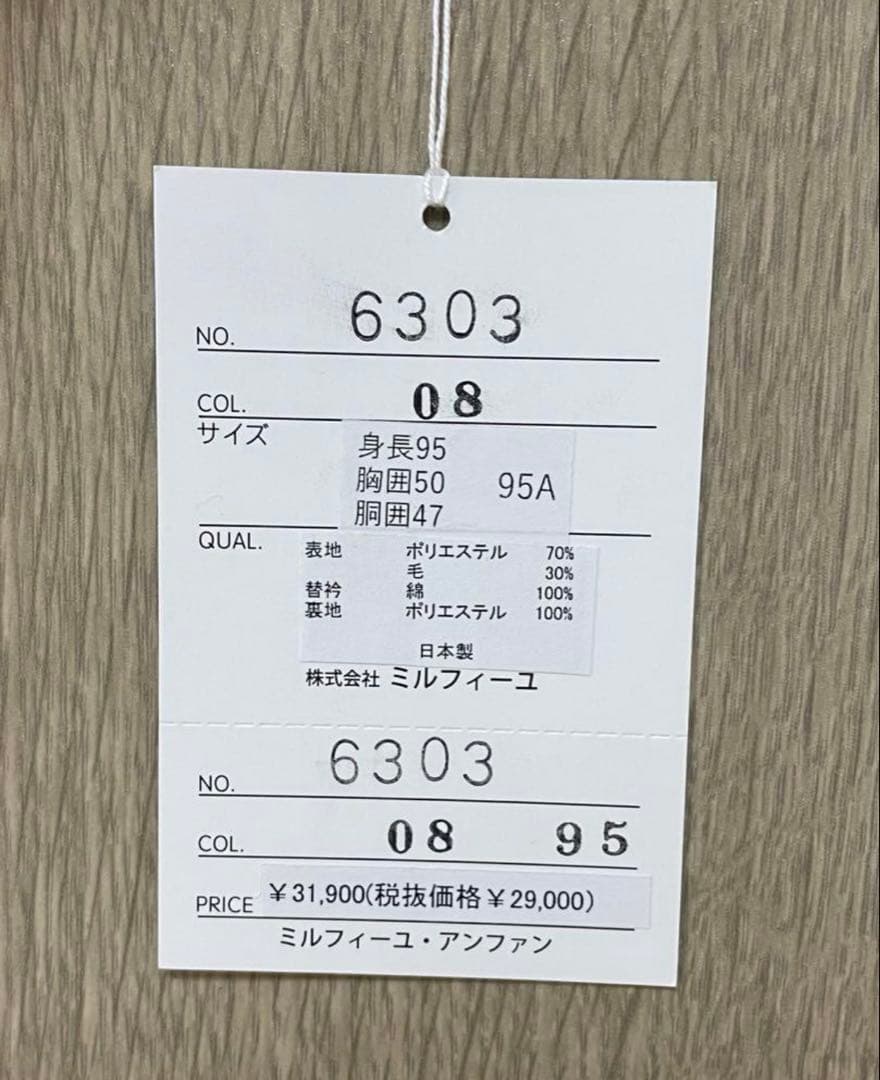 NO. 6303
COL. 08
サイズ
身長95
胸囲50 95A
胴囲47
QUAL.
表地 ポリエステル 70%
毛 30%
替衿 綿 100%
裏地 ポリエステル 100%
日本製
株式会社 ミルフィーユ
NO. 6303
COL. 08 95
PRICE ￥31,900(税抜価格￥29,000)
ミルフィーユ・アンファン